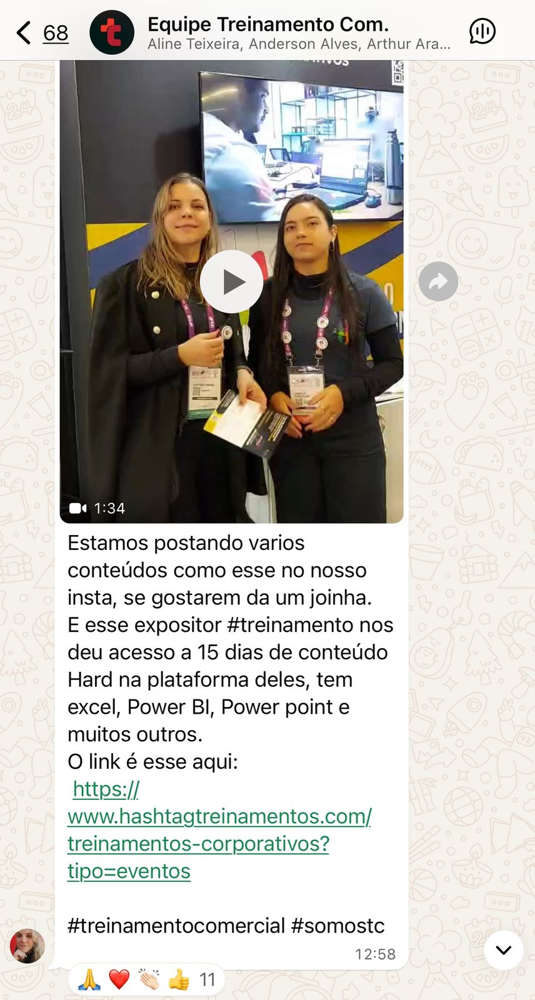 68
Equipe Treinamento Com.
Aline Teixeira, Anderson Alves, Arthur Ara...
1:34
Estamos postando varios
conteúdos como esse no nosso
insta, se gostarem da um joinha.
E esse expositor #treinamento nos
deu acesso a 15 dias de conteúdo
Hard na plataforma deles, tem
excel, Power BI, Power point e
muitos outros.
O link é esse aqui:
https://
www.hashtagtreinamentos.com/
treinamentos-corporativos?
tipo=eventos
#treinamentocomercial #somostc
12:58
🙏 ❤️ 👏🏻 👍 11